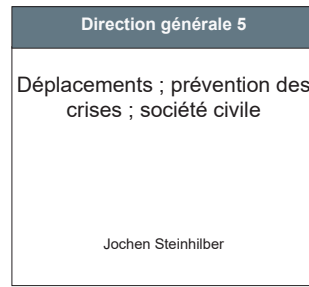 Direction générale 5
Déplacements ; prévention des
crises ; société civile
Jochen Steinhilber